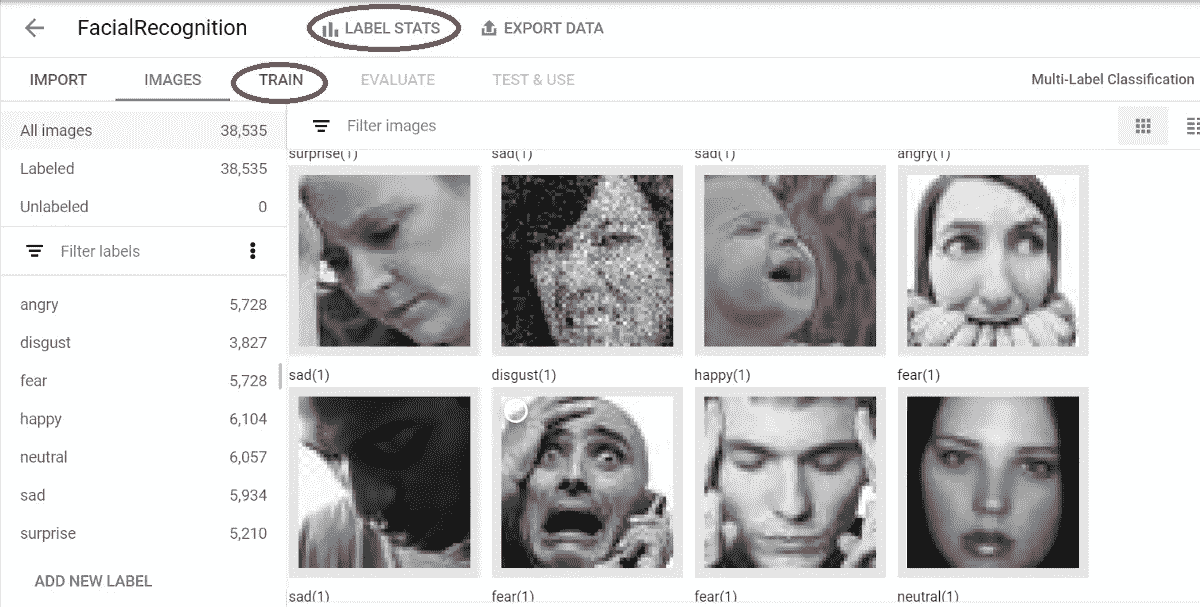 FacialRecognition LABEL STATS EXPORT DATA
IMPORT IMAGES TRAIN EVALUATE TEST & USE Multi-Label Classification
All images 38,535
Labeled 38,535
Unlabeled 0
Filter labels
angry 5,728
disgust 3,827
fear 5,728
happy 6,104
neutral 6,057
sad 5,934
surprise 5,210
ADD NEW LABEL
Filter images
surprise(1) sad(1) sad(1) angry(1)
sad(1) disgust(1) happy(1) fear(1)
sad(1) fear(1) fear(1) neutral(1)